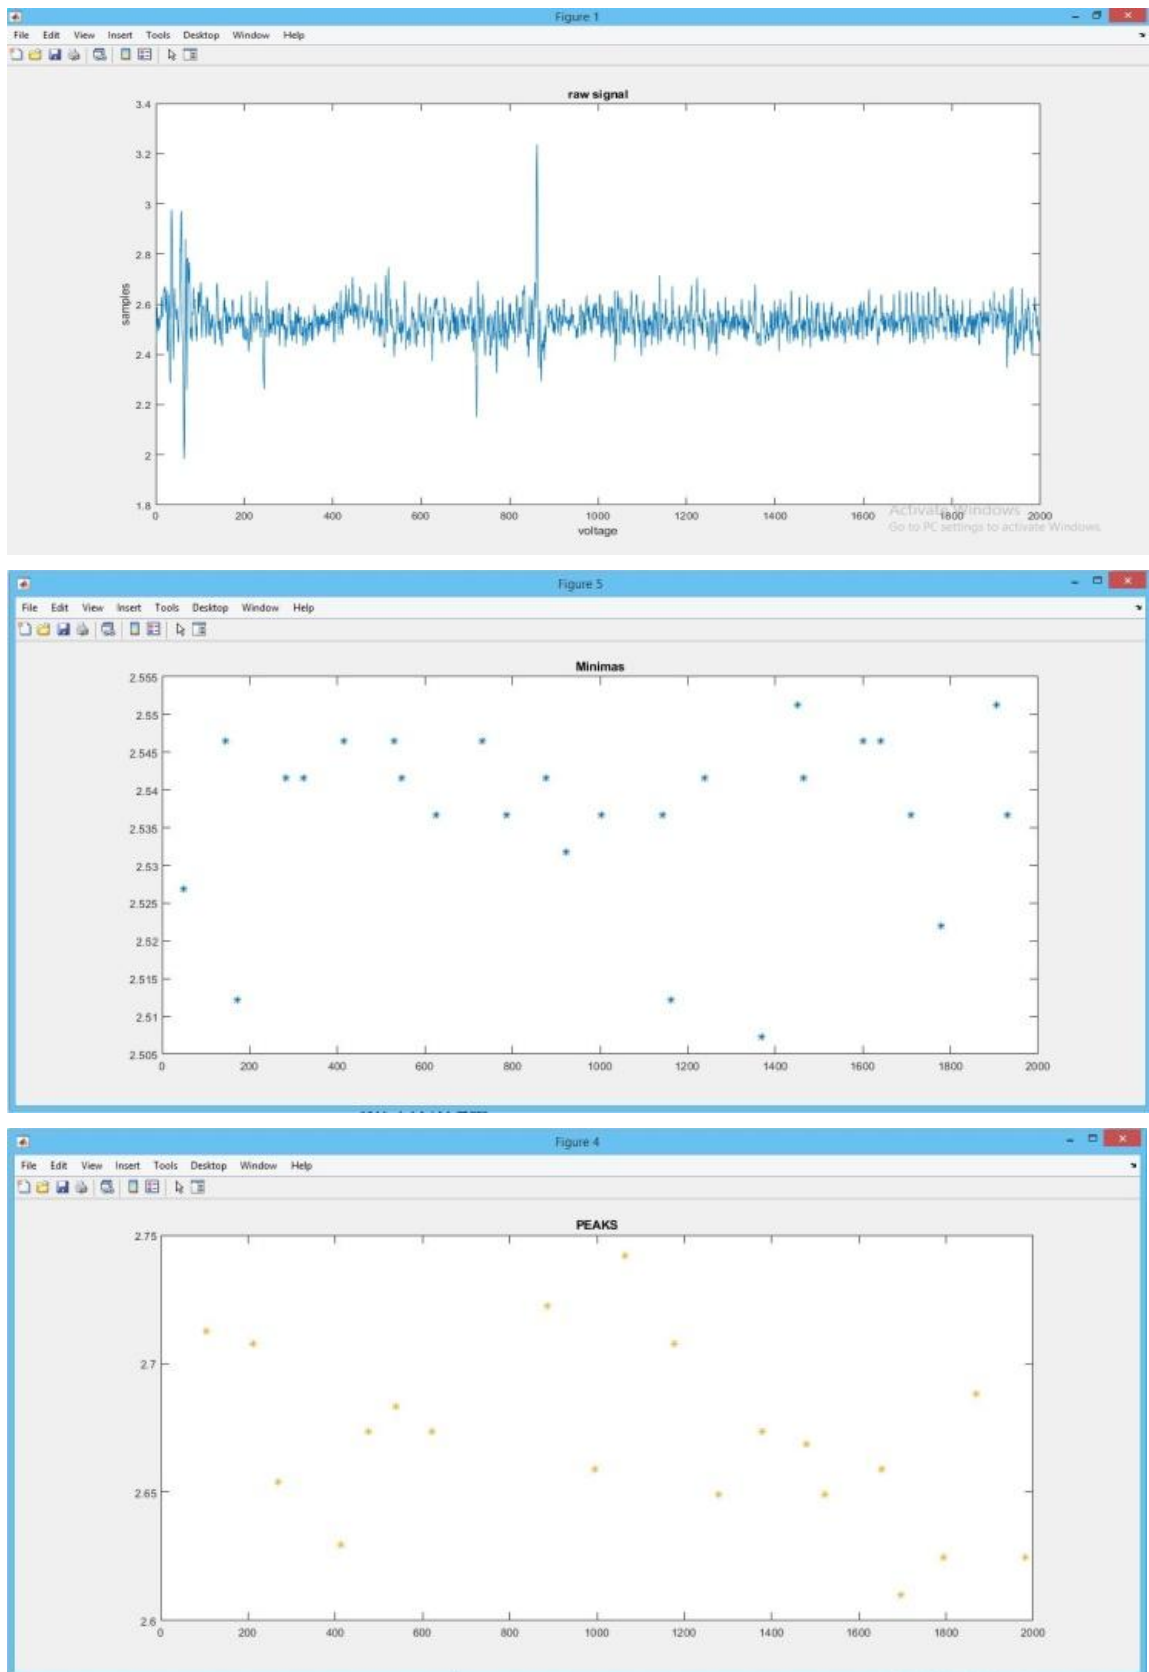 Figure 1
File Edit View Insert Tools Desktop Window Help
raw signal
3.4
3.2
3
2.8
2.6
2.4
2.2
2
1.8
samples
0 200 400 600 800 1000 1200 1400 1600 1800 2000
voltage
Activate Windows
Go to PC settings to activate Windows.
Figure 5
File Edit View Insert Tools Desktop Window Help
Minimas
2.555
2.55
2.545
2.54
2.535
2.53
2.525
2.52
2.515
2.51
2.505
0 200 400 600 800 1000 1200 1400 1600 1800 2000
Figure 4
File Edit View Insert Tools Desktop Window Help
PEAKS
2.75
2.7
2.65
2.6
0 200 400 600 800 1000 1200 1400 1600 1800 2000